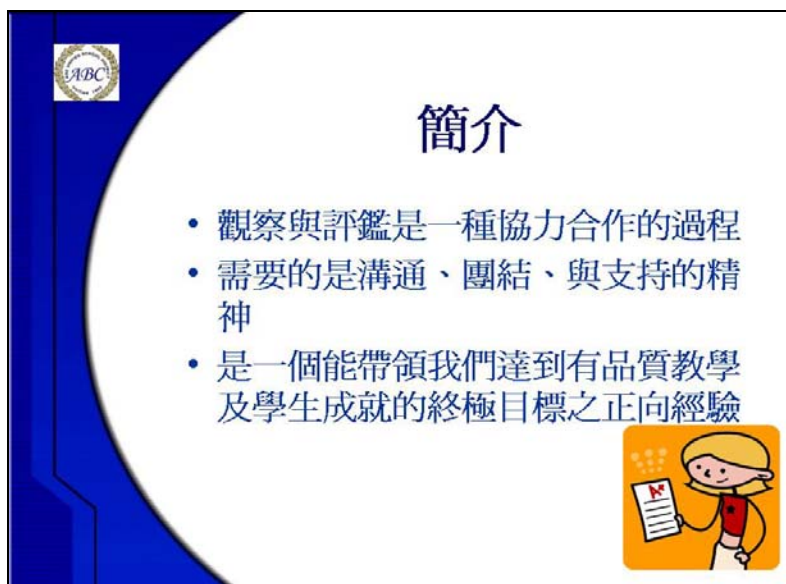 ABC
簡介
• 觀察與評鑑是一種協力合作的過程
• 需要的是溝通、團結、與支持的精
神
• 是一個能帶領我們達到有品質教學
及學生成就的終極目標之正向經驗
A+